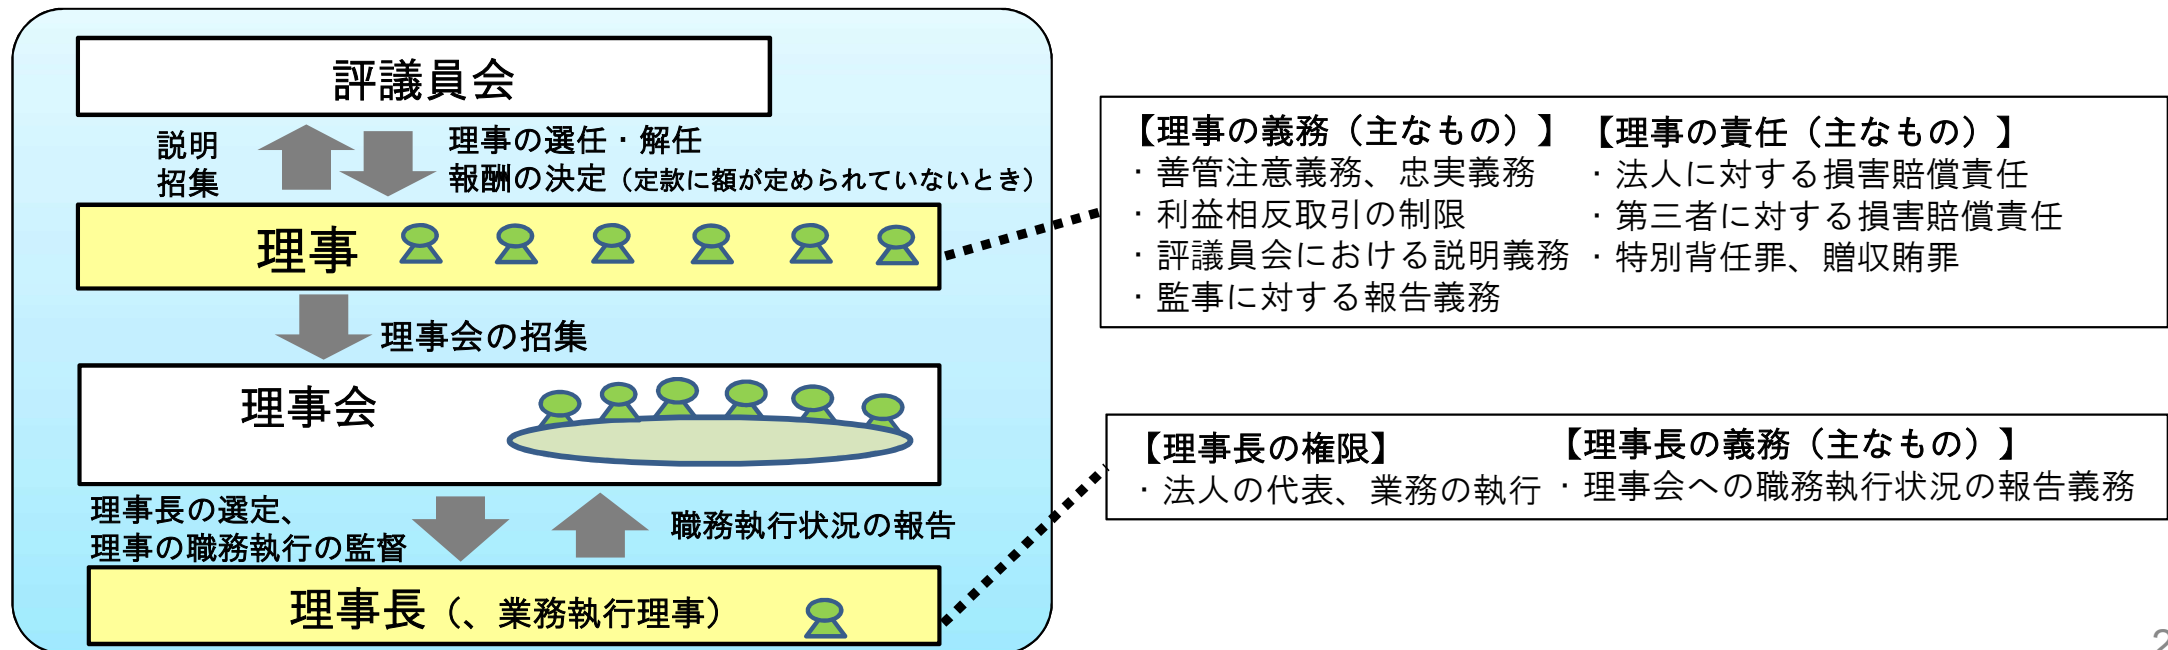 評議員会
説明
招集
理事の選任・解任
報酬の決定（定款に額が定められていないとき）
理事
理事会の招集
理事会
理事長の選定、
理事の職務執行の監督
職務執行状況の報告
理事長（、業務執行理事）
【理事の義務（主なもの）】
・善管注意義務、忠実義務
・利益相反取引の制限
・評議員会における説明義務
・監事に対する報告義務
【理事の責任（主なもの）】
・法人に対する損害賠償責任
・第三者に対する損害賠償責任
・特別背任罪、贈収賄罪
【理事長の権限】
・法人の代表、業務の執行
【理事長の義務（主なもの）】
・理事会への職務執行状況の報告義務